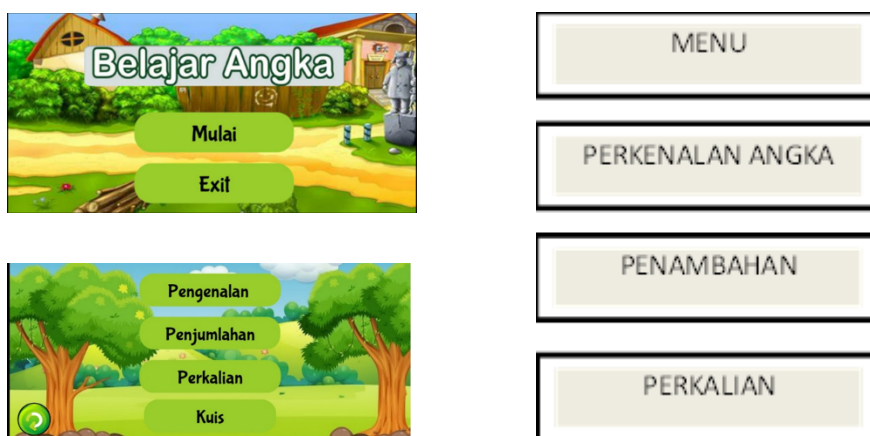 Belajar Angka
Mulai
Exit
Pengenalan
Penjumlahan
Perkalian
Kuis
MENU
PERKENALAN ANGKA
PENAMBAHAN
PERKALIAN